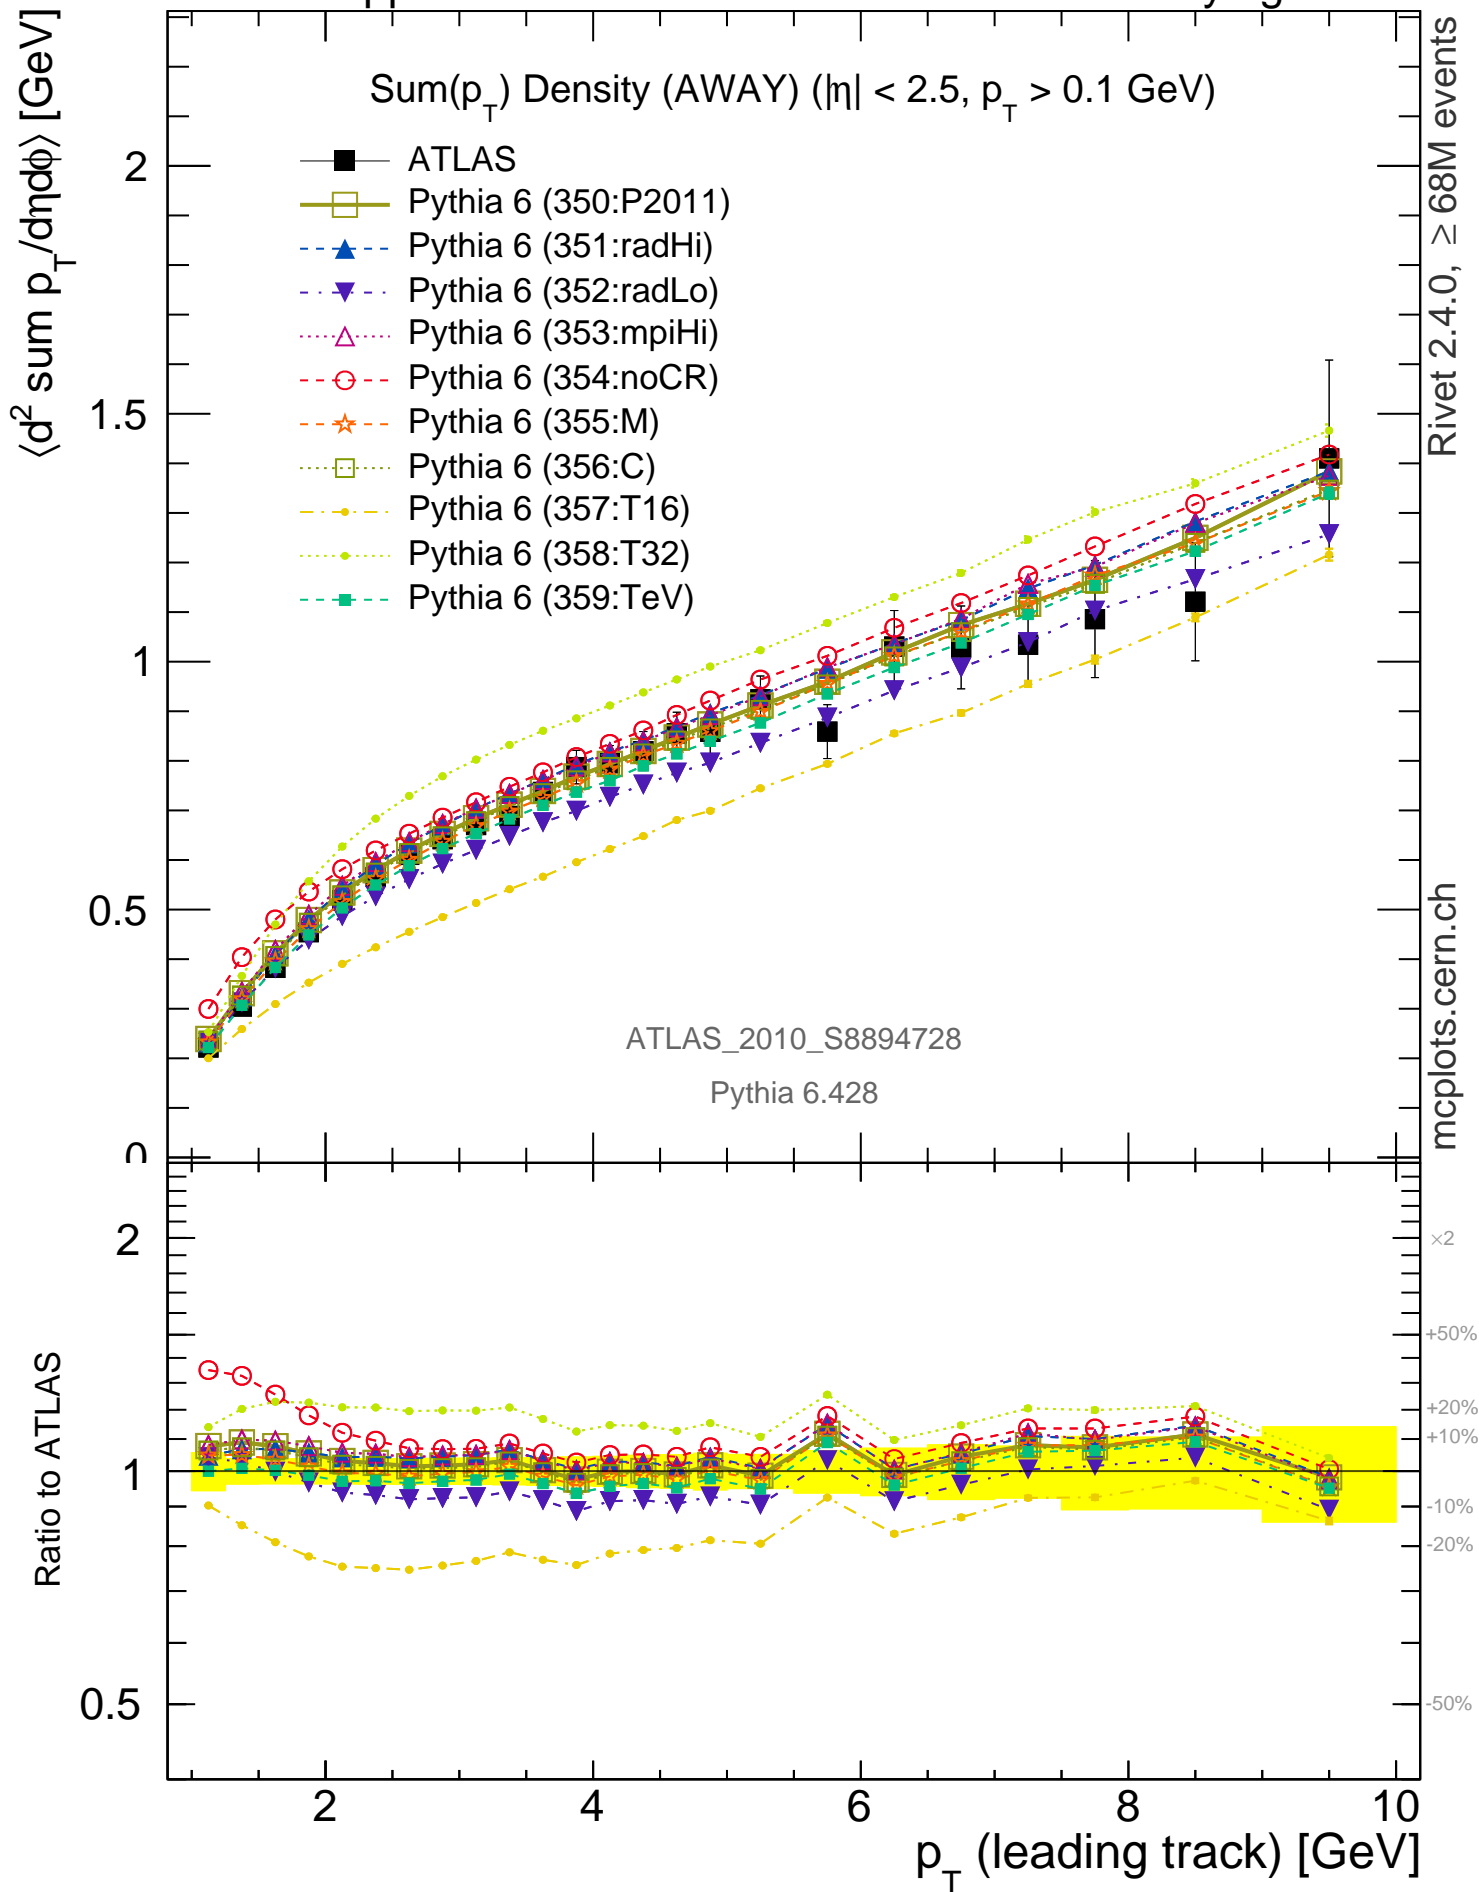 ⟨d² sum p_T/dηdϕ⟩ [GeV]
Sum(p_T) Density (AWAY) (|η| < 2.5, p_T > 0.1 GeV)
ATLAS
Pythia 6 (350:P2011)
Pythia 6 (351:radHi)
Pythia 6 (352:radLo)
Pythia 6 (353:mpiHi)
Pythia 6 (354:noCR)
Pythia 6 (355:M)
Pythia 6 (356:C)
Pythia 6 (357:T16)
Pythia 6 (358:T32)
Pythia 6 (359:TeV)
2
1.5
1
0.5
0
ATLAS_2010_S8894728
Pythia 6.428
Rivet 2.4.0, ≥ 68M events
mcplots.cern.ch
Ratio to ATLAS
2
1
0.5
×2
+50%
+20%
+10%
-10%
-20%
-50%
2
4
6
8
10
p_T (leading track) [GeV]